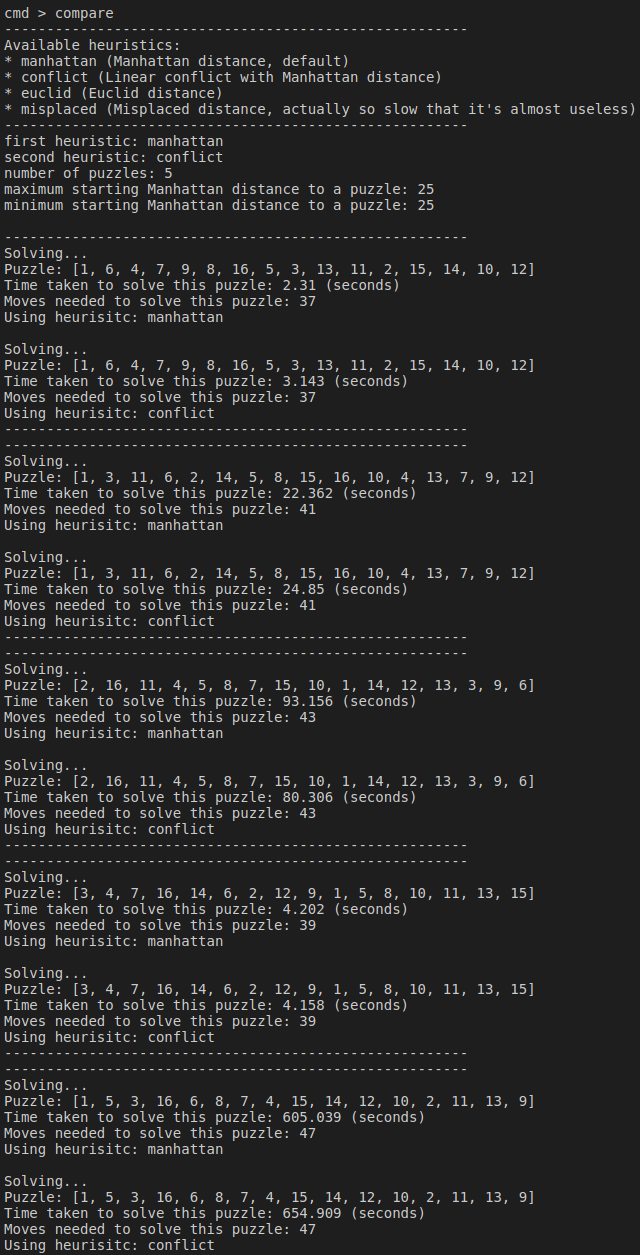 cmd > compare
-------------------------------------------------------
Available heuristics:
* manhattan (Manhattan distance, default)
* conflict (Linear conflict with Manhattan distance)
* euclid (Euclid distance)
* misplaced (Misplaced distance, actually so slow that it's almost useless)
-------------------------------------------------------
first heuristic: manhattan
second heuristic: conflict
number of puzzles: 5
maximum starting Manhattan distance to a puzzle: 25
minimum starting Manhattan distance to a puzzle: 25
-------------------------------------------------------
Solving...
Puzzle: [1, 6, 4, 7, 9, 8, 16, 5, 3, 13, 11, 2, 15, 14, 10, 12]
Time taken to solve this puzzle: 2.31 (seconds)
Moves needed to solve this puzzle: 37
Using heurisitc: manhattan
Solving...
Puzzle: [1, 6, 4, 7, 9, 8, 16, 5, 3, 13, 11, 2, 15, 14, 10, 12]
Time taken to solve this puzzle: 3.143 (seconds)
Moves needed to solve this puzzle: 37
Using heurisitc: conflict
-------------------------------------------------------
-------------------------------------------------------
Solving...
Puzzle: [1, 3, 11, 6, 2, 14, 5, 8, 15, 16, 10, 4, 13, 7, 9, 12]
Time taken to solve this puzzle: 22.362 (seconds)
Moves needed to solve this puzzle: 41
Using heurisitc: manhattan
Solving...
Puzzle: [1, 3, 11, 6, 2, 14, 5, 8, 15, 16, 10, 4, 13, 7, 9, 12]
Time taken to solve this puzzle: 24.85 (seconds)
Moves needed to solve this puzzle: 41
Using heurisitc: conflict
-------------------------------------------------------
-------------------------------------------------------
Solving...
Puzzle: [2, 16, 11, 4, 5, 8, 7, 15, 10, 1, 14, 12, 13, 3, 9, 6]
Time taken to solve this puzzle: 93.156 (seconds)
Moves needed to solve this puzzle: 43
Using heurisitc: manhattan
Solving...
Puzzle: [2, 16, 11, 4, 5, 8, 7, 15, 10, 1, 14, 12, 13, 3, 9, 6]
Time taken to solve this puzzle: 80.306 (seconds)
Moves needed to solve this puzzle: 43
Using heurisitc: conflict
-------------------------------------------------------
-------------------------------------------------------
Solving...
Puzzle: [3, 4, 7, 16, 14, 6, 2, 12, 9, 1, 5, 8, 10, 11, 13, 15]
Time taken to solve this puzzle: 4.202 (seconds)
Moves needed to solve this puzzle: 39
Using heurisitc: manhattan
Solving...
Puzzle: [3, 4, 7, 16, 14, 6, 2, 12, 9, 1, 5, 8, 10, 11, 13, 15]
Time taken to solve this puzzle: 4.158 (seconds)
Moves needed to solve this puzzle: 39
Using heurisitc: conflict
-------------------------------------------------------
-------------------------------------------------------
Solving...
Puzzle: [1, 5, 3, 16, 6, 8, 7, 4, 15, 14, 12, 10, 2, 11, 13, 9]
Time taken to solve this puzzle: 605.039 (seconds)
Moves needed to solve this puzzle: 47
Using heurisitc: manhattan
Solving...
Puzzle: [1, 5, 3, 16, 6, 8, 7, 4, 15, 14, 12, 10, 2, 11, 13, 9]
Time taken to solve this puzzle: 654.909 (seconds)
Moves needed to solve this puzzle: 47
Using heurisitc: conflict